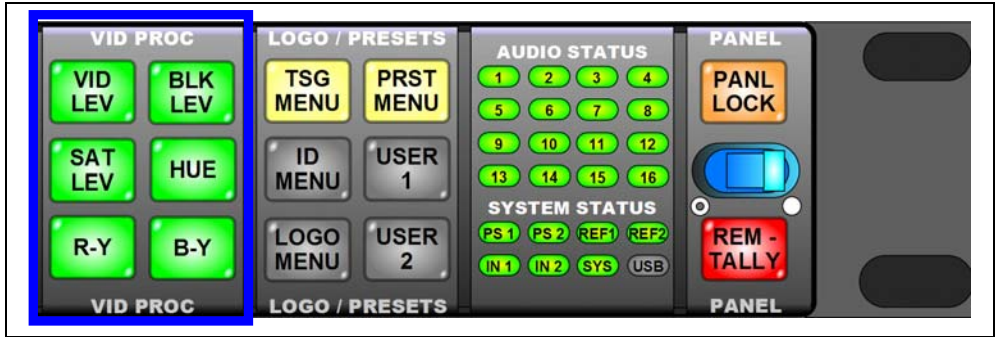 VID PROC
VID
LEV
BLK
LEV
SAT
LEV
HUE
R-Y
B-Y
VID PROC
LOGO / PRESETS
TSG
MENU
PRST
MENU
ID
MENU
USER
1
LOGO
MENU
USER
2
LOGO / PRESETS
AUDIO STATUS
1 2 3 4
5 6 7 8
9 10 11 12
13 14 15 16
SYSTEM STATUS
PS 1 PS 2 REF1 REF2
IN 1 IN 2 SYS USB
PANEL
PANL
LOCK
REM -
TALLY
PANEL